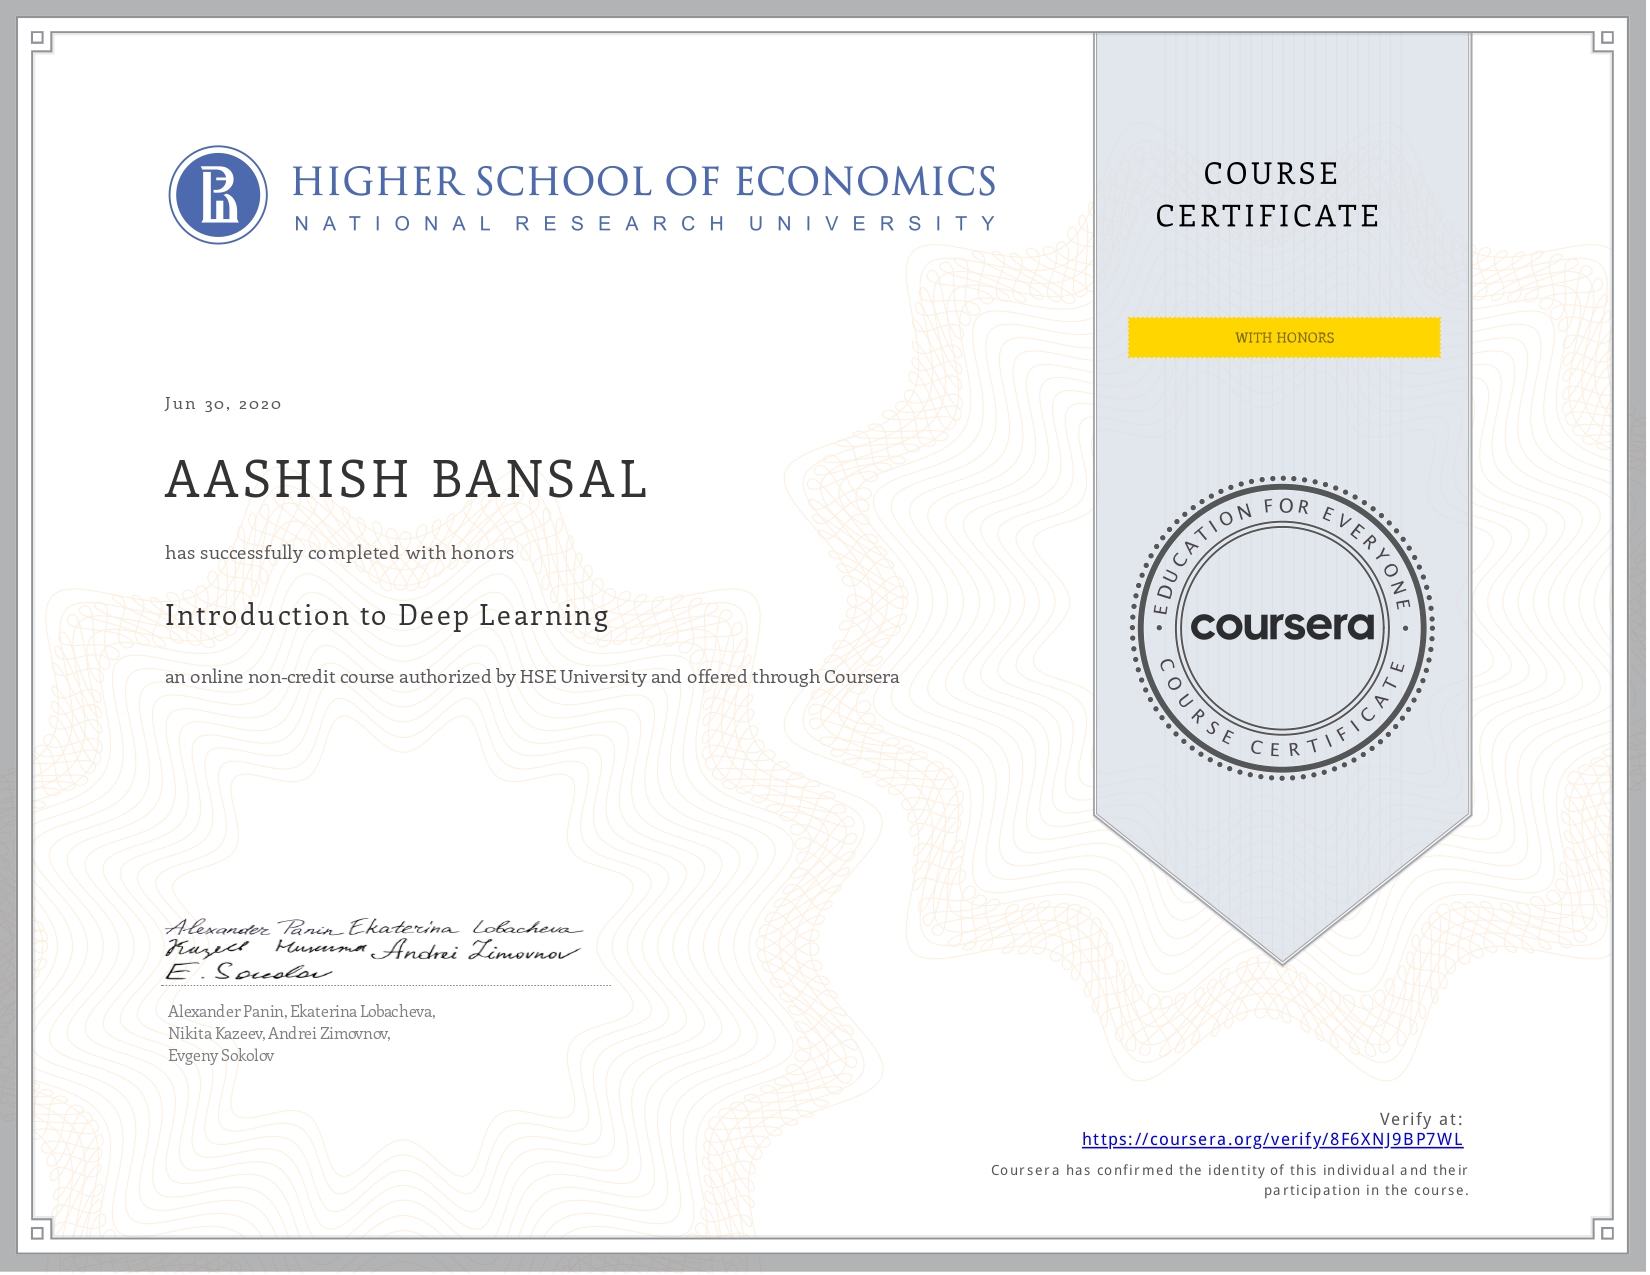 HIGHER SCHOOL OF ECONOMICS
NATIONAL RESEARCH UNIVERSITY
COURSE
CERTIFICATE
WITH HONORS
Jun 30, 2020
AASHISH BANSAL
has successfully completed with honors
Introduction to Deep Learning
an online non-credit course authorized by HSE University and offered through Coursera
EDUCATION FOR EVERYONE
coursera
COURSE CERTIFICATE
Alexander Panin Ekaterina Lobacheva
Andrei Zimovnov
E. Sokolov
Alexander Panin, Ekaterina Lobacheva,
Nikita Kazeev, Andrei Zimovnov,
Evgeny Sokolov
Verify at:
https://coursera.org/verify/8F6XNJ9BP7WL
Coursera has confirmed the identity of this individual and their
participation in the course.